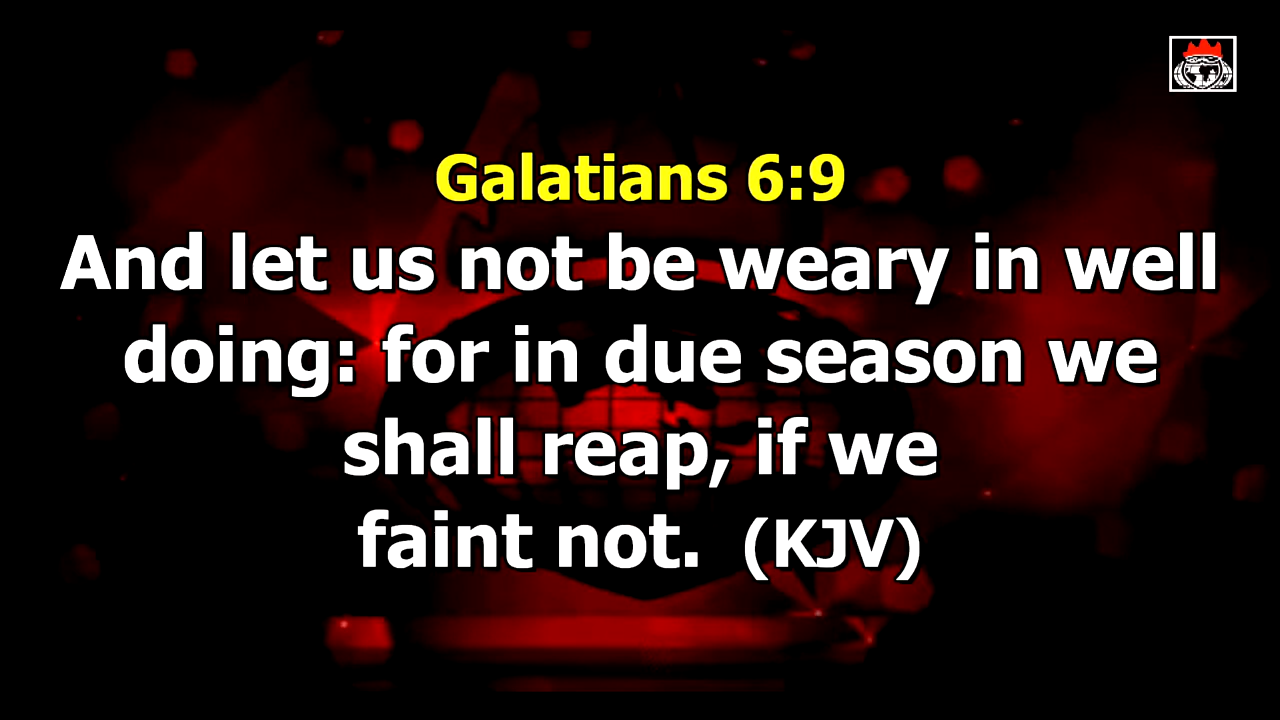 Galatians 6:9
And let us not be weary in well
doing: for in due season we
shall reap, if we
faint not.  (KJV)